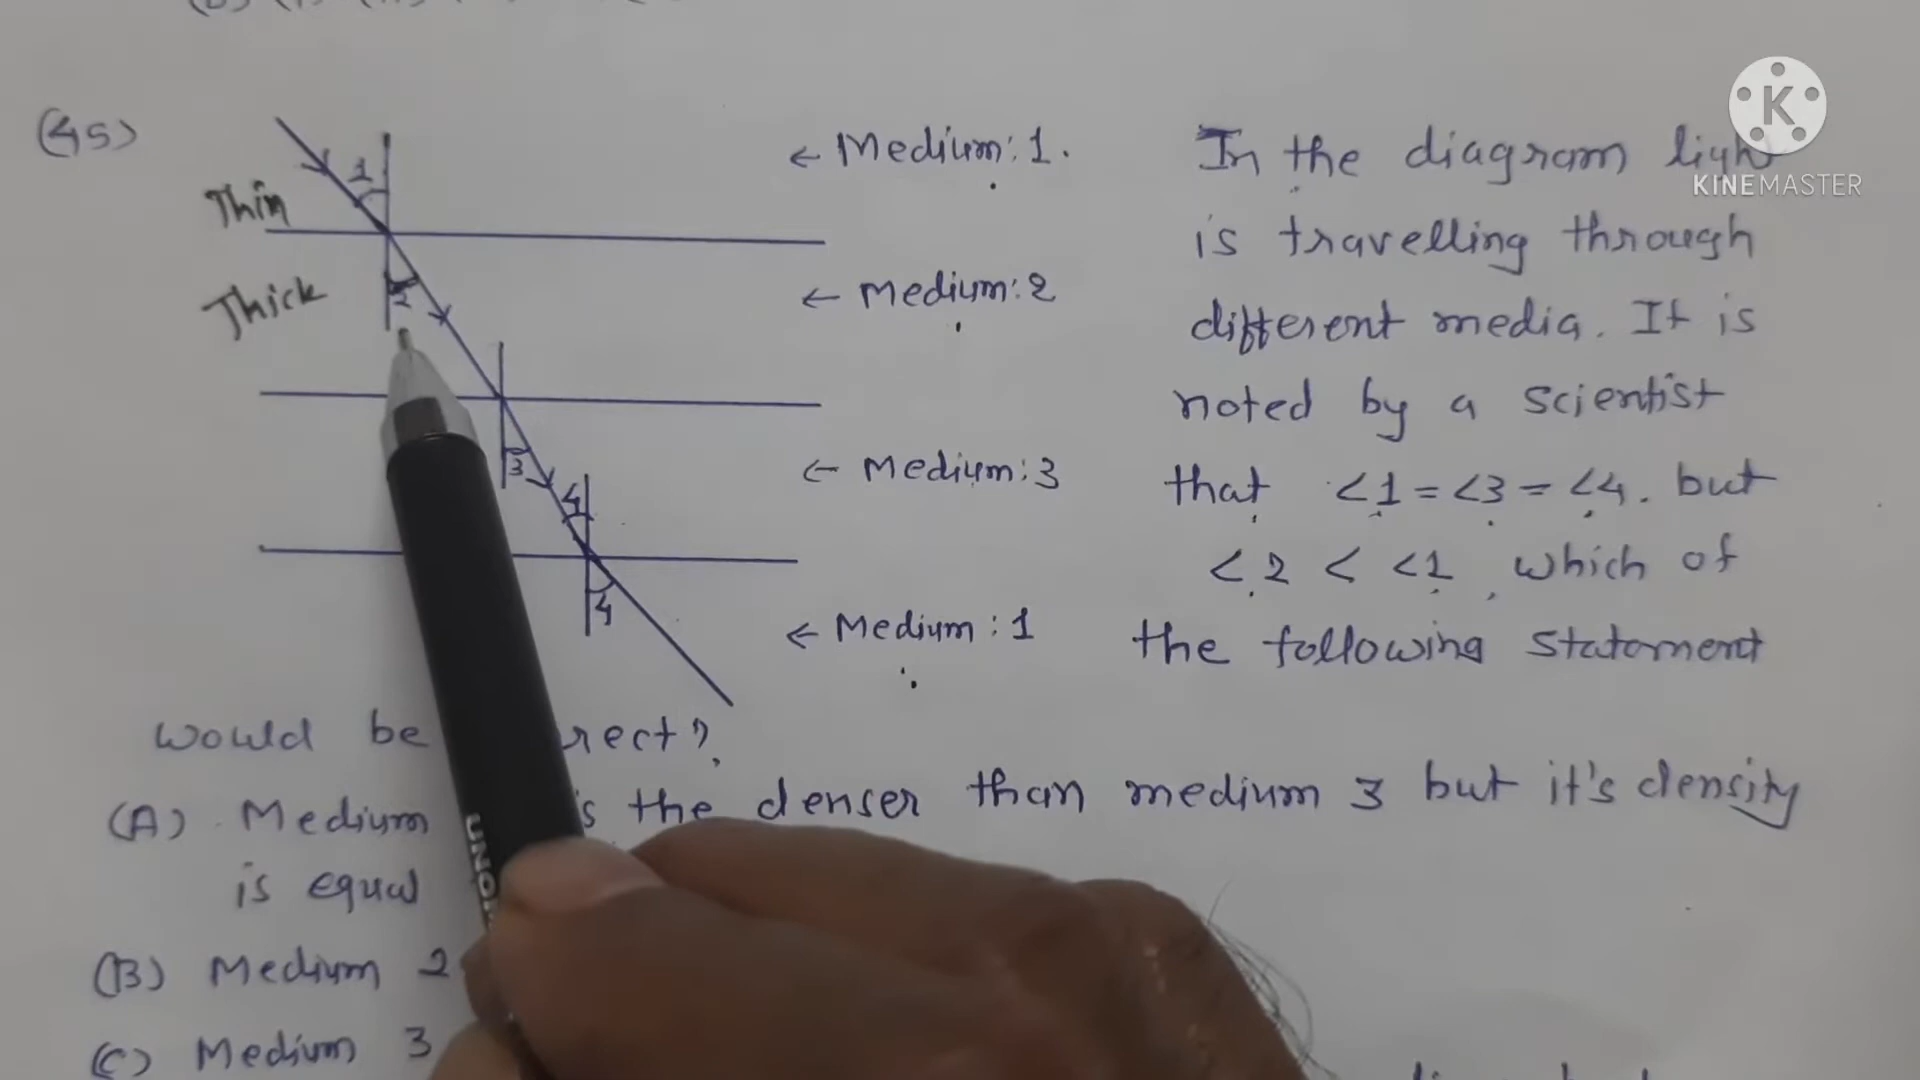 (45)
Thin
Thick
1
2
3
4
4
← Medium: 1.
← Medium: 2
← Medium: 3
← Medium: 1
In the diagram light
is travelling through
different media. It is
noted by a scientist
that <1 = <3 = <4. but
<2 < <1, which of
the following statement
would be
(A) Medium the denser than medium 3 but it's density
is equal
(B) Medium 2
(C) Medium 3
K
KINEMASTER
UNO